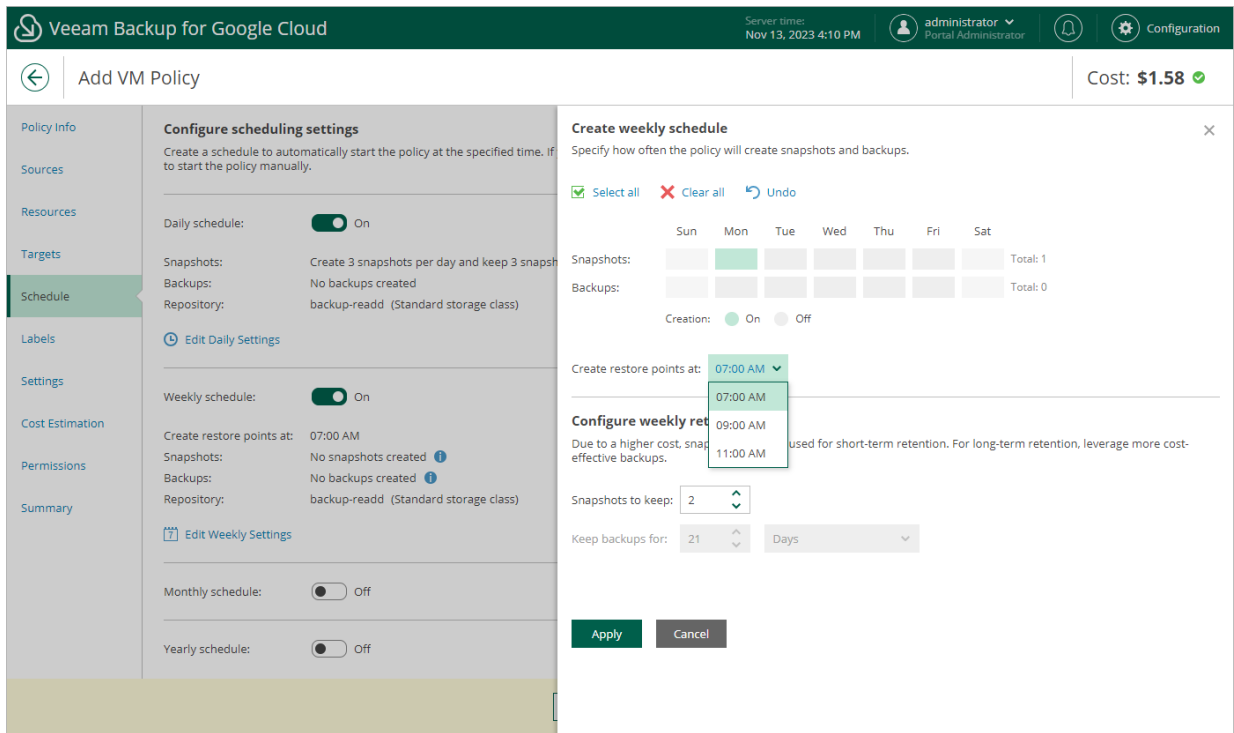 Veeam Backup for Google Cloud
Server time:
Nov 13, 2023 4:10 PM
administrator
Portal Administrator
Configuration
Add VM Policy
Cost: $1.58
Policy Info
Sources
Resources
Targets
Schedule
Labels
Settings
Cost Estimation
Permissions
Summary
Configure scheduling settings
Create a schedule to automatically start the policy at the specified time. If
to start the policy manually.
Daily schedule: On
Snapshots: Create 3 snapshots per day and keep 3 snapsh
Backups: No backups created
Repository: backup-readd (Standard storage class)
Edit Daily Settings
Weekly schedule: On
Create restore points at: 07:00 AM
Snapshots: No snapshots created
Backups: No backups created
Repository: backup-readd (Standard storage class)
7 Edit Weekly Settings
Monthly schedule: Off
Yearly schedule: Off
Create weekly schedule
Specify how often the policy will create snapshots and backups.
Select all Clear all Undo
Sun Mon Tue Wed Thu Fri Sat
Snapshots: Total: 1
Backups: Total: 0
Creation: On Off
Create restore points at: 07:00 AM
07:00 AM
09:00 AM
11:00 AM
Configure weekly ret
Due to a higher cost, snap used for short-term retention. For long-term retention, leverage more cost-
effective backups.
Snapshots to keep: 2
Keep backups for: 21 Days
Apply Cancel